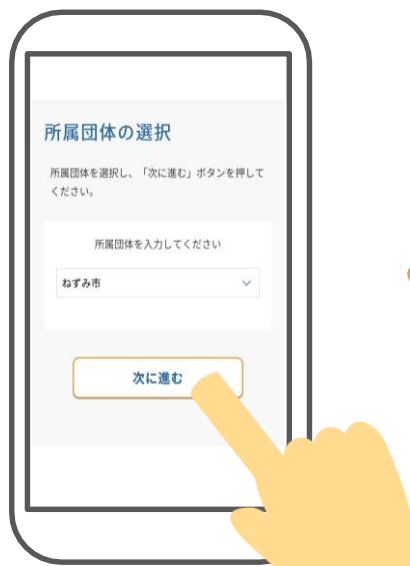 所属団体の選択
所属団体を選択し、「次に進む」ボタンを押して
ください。
所属団体を入力してください
ねずみ市
次に進む